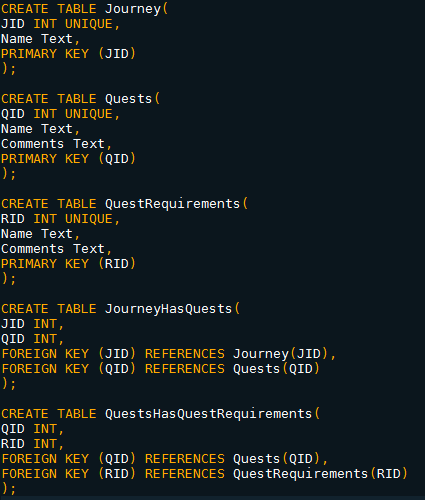 CREATE TABLE Journey(
JID INT UNIQUE,
Name Text,
PRIMARY KEY (JID)
);
CREATE TABLE Quests(
QID INT UNIQUE,
Name Text,
Comments Text,
PRIMARY KEY (QID)
);
CREATE TABLE QuestRequirements(
RID INT UNIQUE,
Name Text,
Comments Text,
PRIMARY KEY (RID)
);
CREATE TABLE JourneyHasQuests(
JID INT,
QID INT,
FOREIGN KEY (JID) REFERENCES Journey(JID),
FOREIGN KEY (QID) REFERENCES Quests(QID)
);
CREATE TABLE QuestsHasQuestRequirements(
QID INT,
RID INT,
FOREIGN KEY (QID) REFERENCES Quests(QID),
FOREIGN KEY (RID) REFERENCES QuestRequirements(RID)
);